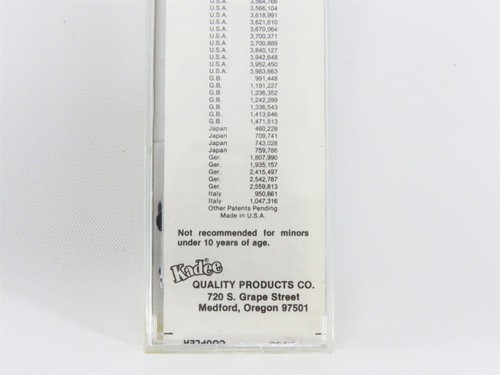 U.S.A. 3,564,766
U.S.A. 3,566,104
U.S.A. 3,618,991
U.S.A. 3,621,610
U.S.A. 3,670,064
U.S.A. 3,700,371
U.S.A. 3,700,889
U.S.A. 3,840,127
U.S.A. 3,942,648
U.S.A. 3,952,450
U.S.A. 3,983,663
G.B. 991,448
G.B. 1,191,227
G.B. 1,236,352
G.B. 1,242,299
G.B. 1,336,543
G.B. 1,413,646
G.B. 1,471,513
Japan 460,228
Japan 709,741
Japan 743,028
Japan 759,786
Ger. 1,807,990
Ger. 1,935,157
Ger. 2,415,497
Ger. 2,542,787
Ger. 2,559,613
Italy 950,661
Italy 1,047,316
Other Patents Pending
Made in U.S.A.
Not recommended for minors
under 10 years of age.
Kadee
QUALITY PRODUCTS CO.
720 S. Grape Street
Medford, Oregon 97501
COUPLER